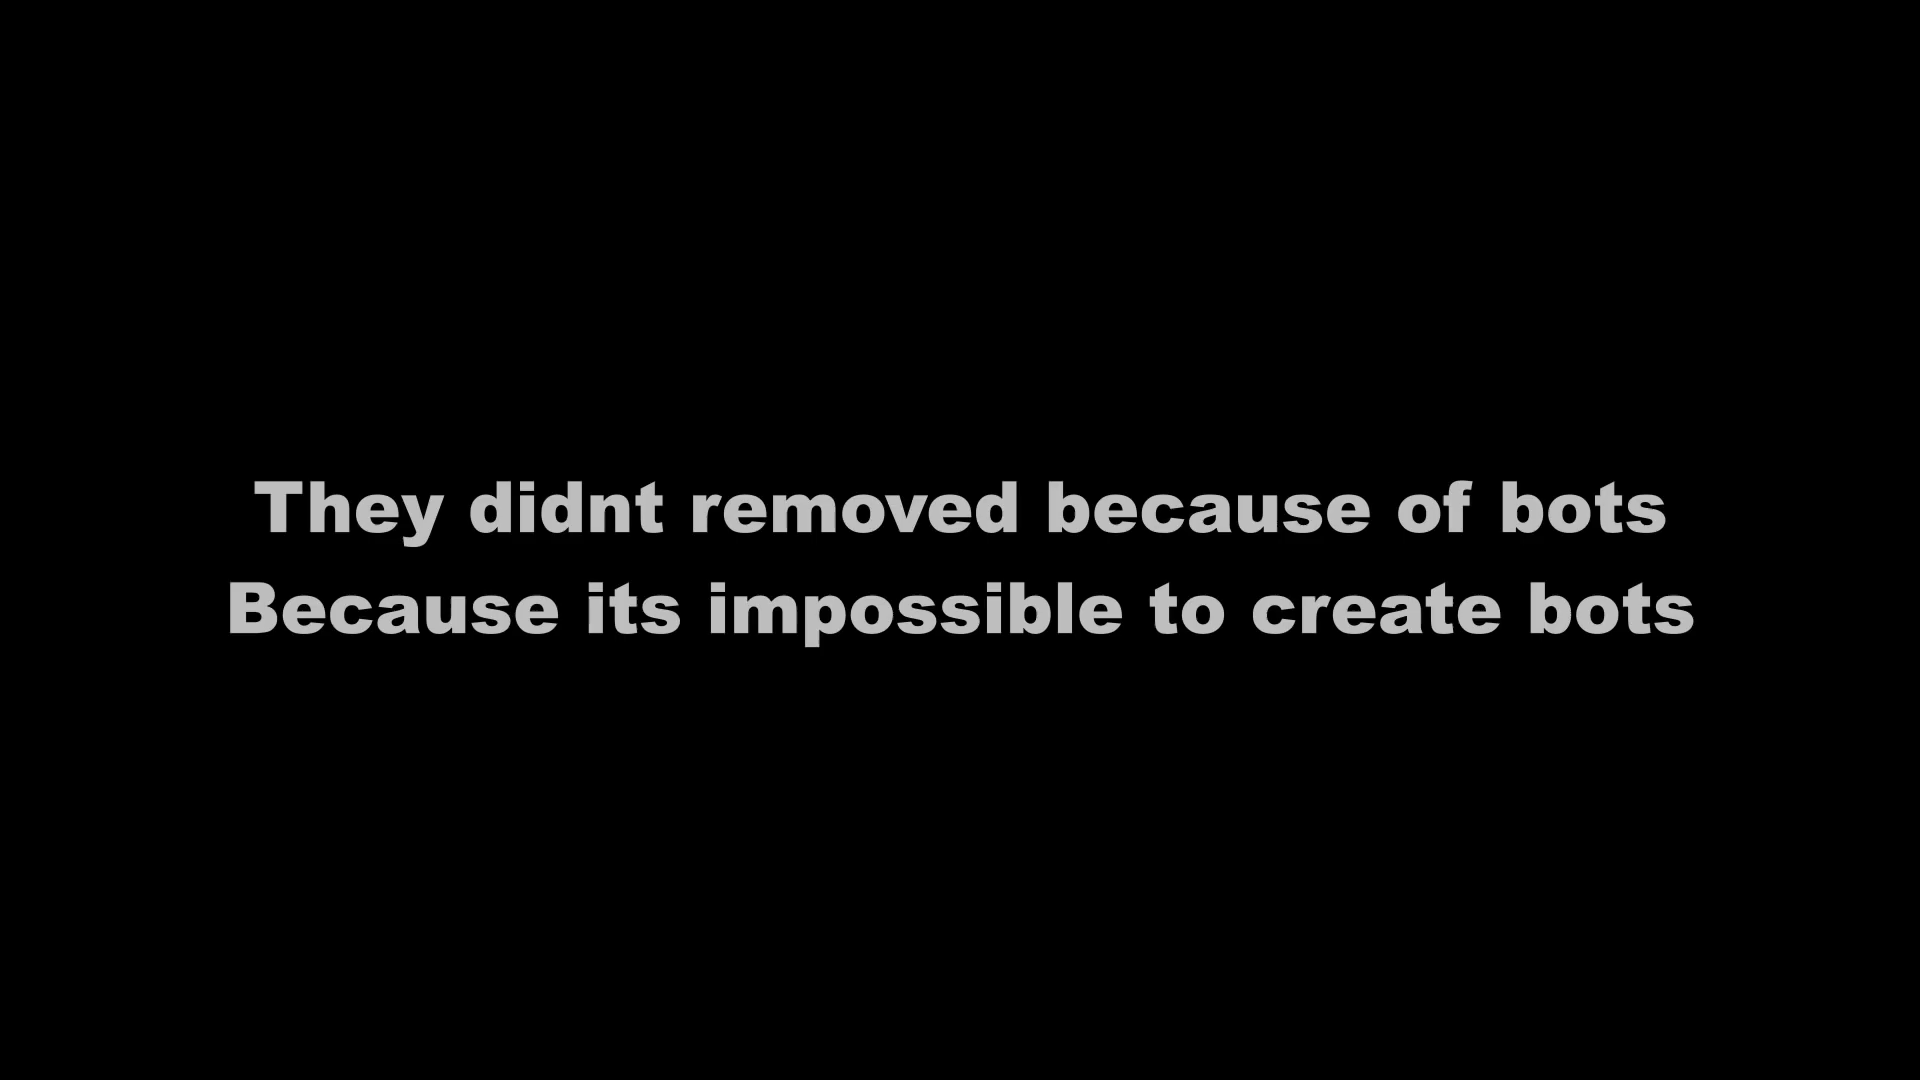 They didnt removed because of bots
Because its impossible to create bots